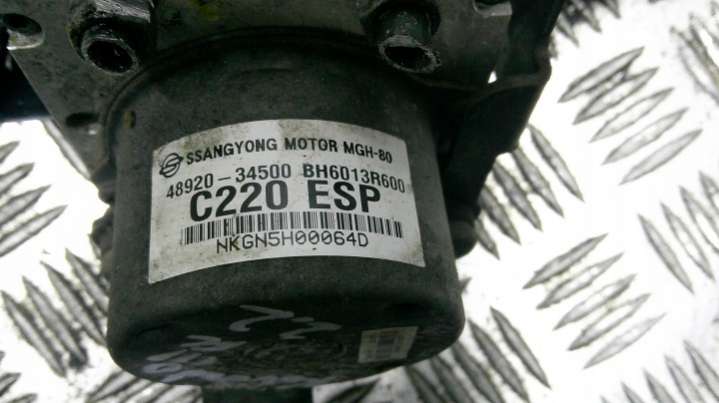 SSANGYONG MOTOR MGH-80
48920-34500 BH6013R600
C220 ESP
NKGN5H00064D